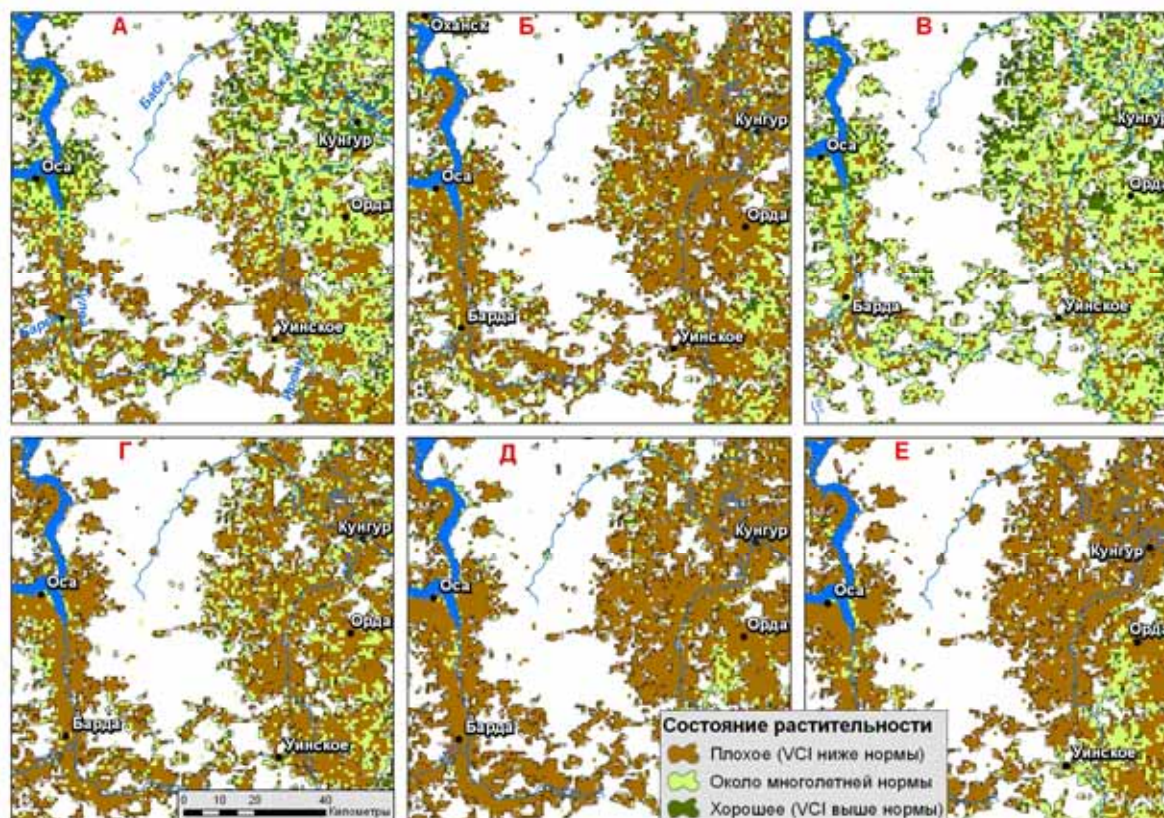 А
Бабка
Кунгур
Оса
Орда
Барда
Уинское
Б
Оханск
Кунгур
Оса
Орда
Барда
Уинское
В
Кунгур
Оса
Орда
Барда
Уинское
Г
Кунгур
Оса
Орда
Барда
Уинское
0 10 20 40
Километры
Д
Кунгур
Оса
Орда
Барда
Е
Кунгур
Оса
Орда
Уинское
Состояние растительности
Плохое (VCI ниже нормы)
Около многолетней нормы
Хорошее (VCI выше нормы)